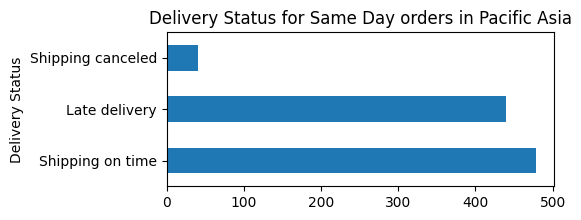 Delivery Status for Same Day orders in Pacific Asia
Delivery Status
Shipping canceled
Late delivery
Shipping on time
0 100 200 300 400 500